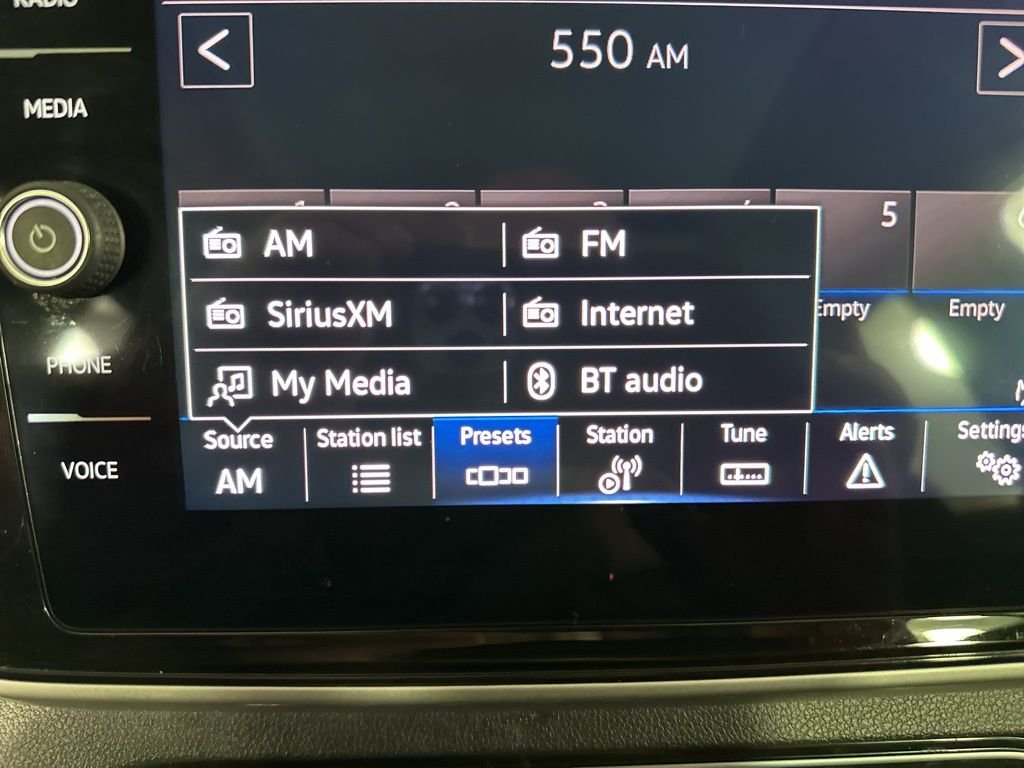 RADIO
550 AM
MEDIA
5
AM
FM
SiriusXM
Internet
Empty
Empty
My Media
BT audio
PHONE
VOICE
Source
AM
Station list
Presets
Station
Tune
Alerts
Settings